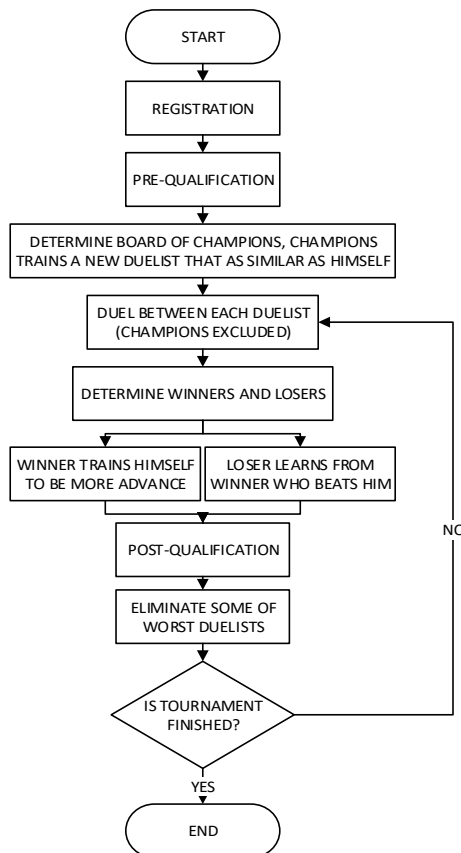 START
REGISTRATION
PRE-QUALIFICATION
DETERMINE BOARD OF CHAMPIONS, CHAMPIONS
TRAINS A NEW DUELIST THAT AS SIMILAR AS HIMSELF
DUEL BETWEEN EACH DUELIST
(CHAMPIONS EXCLUDED)
DETERMINE WINNERS AND LOSERS
WINNER TRAINS HIMSELF
TO BE MORE ADVANCE
LOSER LEARNS FROM
WINNER WHO BEATS HIM
NO
POST-QUALIFICATION
ELIMINATE SOME OF
WORST DUELISTS
IS TOURNAMENT
FINISHED?
YES
END